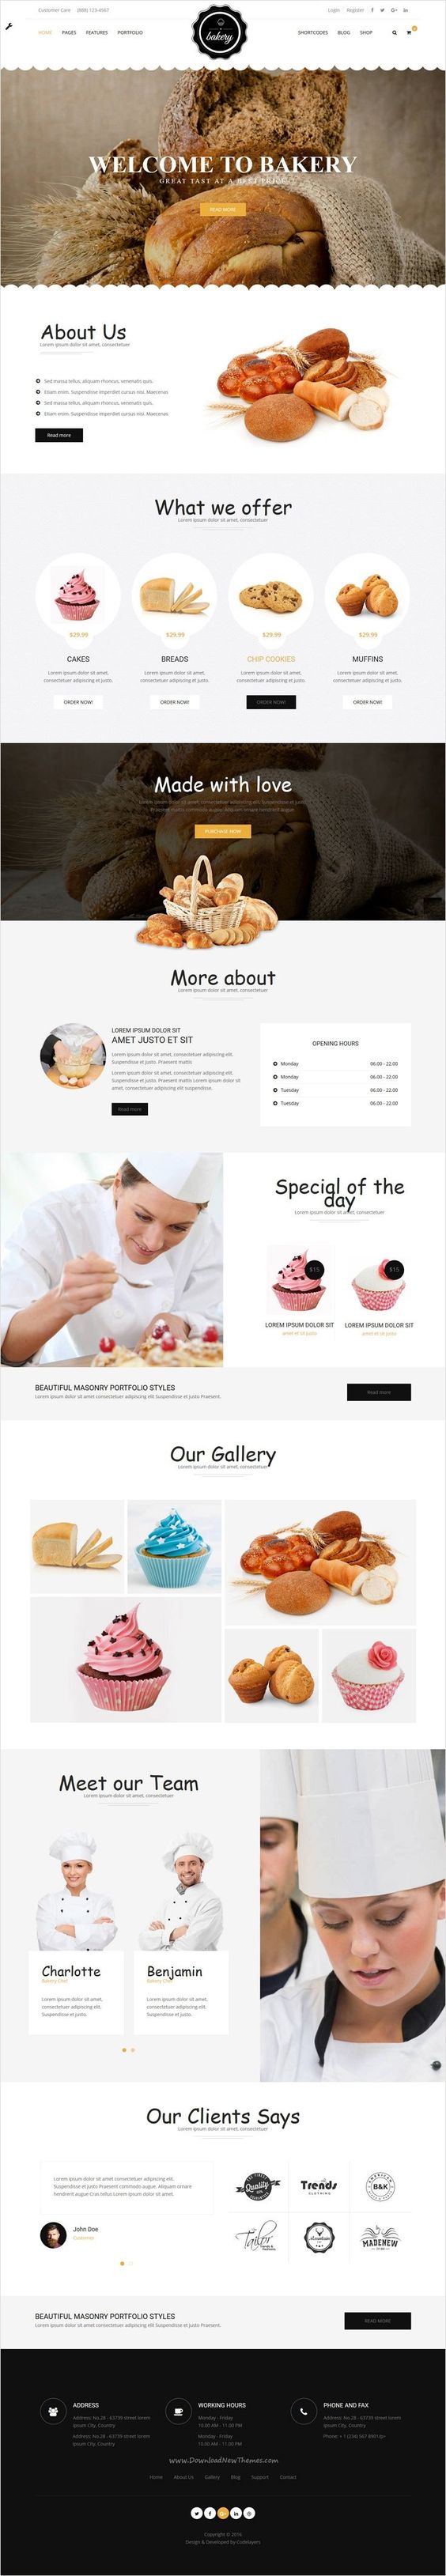 Customer Care (888) 123-4567
Login Register
HOME PAGES FEATURES PORTFOLIO
bakery
SHORTCODES BLOG SHOP
WELCOME TO BAKERY
GREAT TAST AT A BEST PRICE
READ MORE
About Us
Lorem ipsum dolor sit amet, consectetuer
Sed massa tellus, aliquam rhoncus, venenatis quis.
Etiam enim. Suspendisse imperdiet cursus nisi. Maecenas
Sed massa tellus, aliquam rhoncus, venenatis quis.
Etiam enim. Suspendisse imperdiet cursus nisi. Maecenas
Read more
What we offer
Lorem ipsum dolor sit amet, consectetuer
$29.99 $29.99 $29.99 $29.99
CAKES BREADS CHIP COOKIES MUFFINS
Lorem ipsum dolor sit amet, Lorem ipsum dolor sit amet, Lorem ipsum dolor sit amet, Lorem ipsum dolor sit amet,
consectetuer adipiscing et justo. consectetuer adipiscing et justo. consectetuer adipiscing et justo. consectetuer adipiscing et justo.
ORDER NOW! ORDER NOW! ORDER NOW! ORDER NOW!
Made with love
PURCHASE NOW
More about
Lorem ipsum dolor sit amet, consectetuer
LOREM IPSUM DOLOR SIT
AMET JUSTO ET SIT
Lorem ipsum dolor sit amet, consectetuer adipiscing elit.
Suspendisse et justo. Praesent mattis
Lorem ipsum dolor sit amet, consectetuer adipiscing elit.
Suspendisse et justo. Praesent mattis Lorem ipsum dolor sit
amet, consectetuer adipiscing elit suspendisse.
Read more
OPENING HOURS
Monday 06.00 - 22.00
Monday 06.00 - 22.00
Tuesday 06.00 - 22.00
Tuesday 06.00 - 22.00
Special of the
day
Lorem ipsum dolor sit amet, consectetuer
$15 $15
LOREM IPSUM DOLOR SIT LOREM IPSUM DOLOR SIT
amet et sit justo amet et sit justo
BEAUTIFUL MASONRY PORTFOLIO STYLES
Lorem ipsum dolor sit amet consectetuer adipiscing elit Suspendisse et justo Praesent.
Read more
Our Gallery
Lorem ipsum dolor sit amet, consectetuer
Meet our Team
Lorem ipsum dolor sit amet, consectetuer
Charlotte Benjamin
Bakery Chef Bakery Chef
Lorem ipsum dolor sit amet, Lorem ipsum dolor sit amet,
consectetuer adipiscing elit. consectetuer adipiscing elit.
Suspendisse et justo. Suspendisse et justo.
Our Clients Says
Lorem ipsum dolor sit amet, consectetuer
Lorem ipsum dolor sit amet consectetuer adipiscing elit.
Suspendisse et justo Praesent commodo mattis augue. Aliquam ornare
hendrerit augue Cras tellus Lorem ipsum dolor sit amet.
John Doe
Customer
Quality
Trends
CLOTHING
AMERICAN
B&K
Tailor
MADENEW
BEAUTIFUL MASONRY PORTFOLIO STYLES
Lorem ipsum dolor sit amet consectetuer adipiscing elit Suspendisse et justo Praesent.
READ MORE
ADDRESS
Address: No.28 - 63739 street lorem
ipsum City, Country
Address: No.28 - 63739 street lorem
ipsum City, Country
WORKING HOURS
Monday - Friday
10.00 AM - 11.00 PM
Monday - Friday
10.00 AM - 11.00 PM
PHONE AND FAX
Address: No.28 - 63739 street lorem
ipsum City, Country
www.DownloadNewThemes.com
Home About Us Gallery Blog Support Contact
Copyright © 2016
Design & Developed by Codelayers